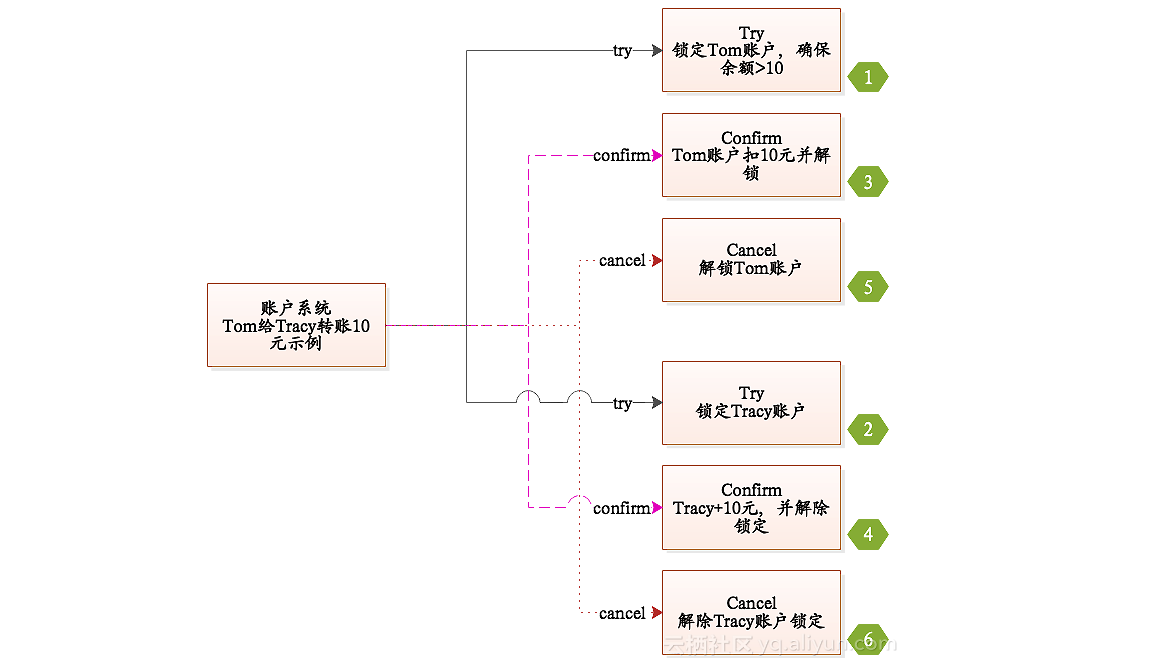 try
Try
锁定Tom账户，确保
余额>10
1
confirm
Confirm
Tom账户扣10元并解
锁
3
cancel
Cancel
解锁Tom账户
5
账户系统
Tom给Tracy转账10
元示例
try
Try
锁定Tracy账户
2
confirm
Confirm
Tracy+10元，并解除
锁定
4
cancel
Cancel
解除Tracy账户锁定
6
云栖社区 yq.aliyun.com